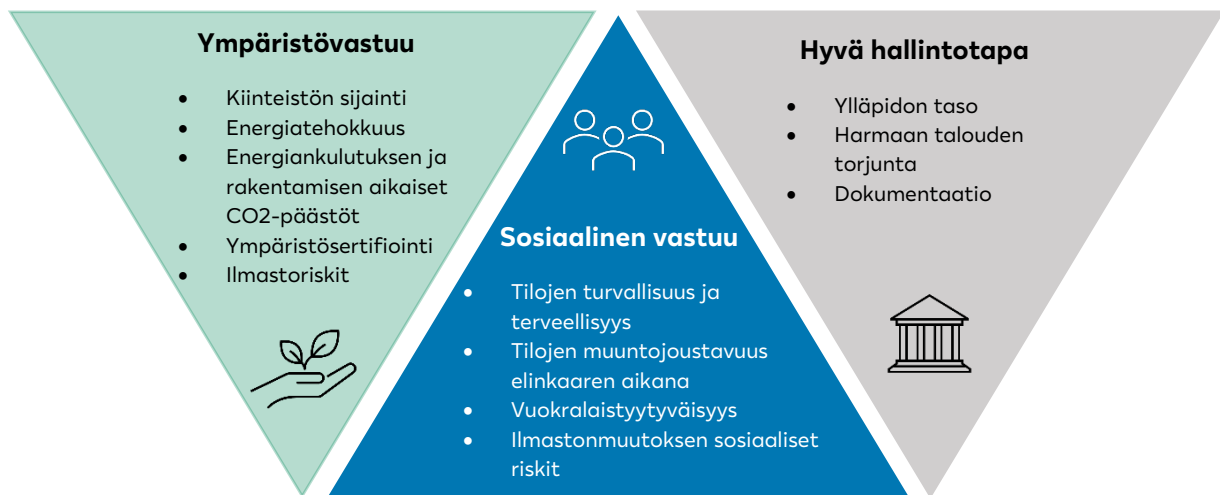 Ympäristövastuu
• Kiinteistön sijainti
• Energiatehokkuus
• Energiankulutuksen ja
rakentamisen aikaiset
CO2-päästöt
• Ympäristösertifiointi
• Ilmastoriskit
Sosiaalinen vastuu
• Tilojen turvallisuus ja
terveellisyys
• Tilojen muuntojoustavuus
elinkaaren aikana
• Vuokralaistyytyväisyys
• Ilmastonmuutoksen sosiaaliset
riskit
Hyvä hallintotapa
• Ylläpidon taso
• Harmaan talouden
torjunta
• Dokumentaatio